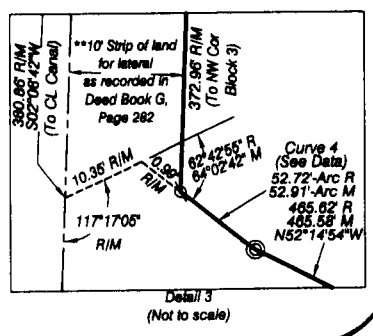 380.86' R/M
S02°06'42"W
(To CL Canal)
**10' Strip of land
for lateral
as recorded in
Deed Book G,
Page 282
372.96' R/M
(To NW Cor
Block 3)
10.35' R/M
0.99'
R/M
62°42'55" R
64°02'42" M
117°17'05"
R/M
Curve 4
(See Data)
52.72'-Arc R
52.91'-Arc M
465.62' R
465.58' M
N52°14'54"W
Detail 3
(Not to scale)